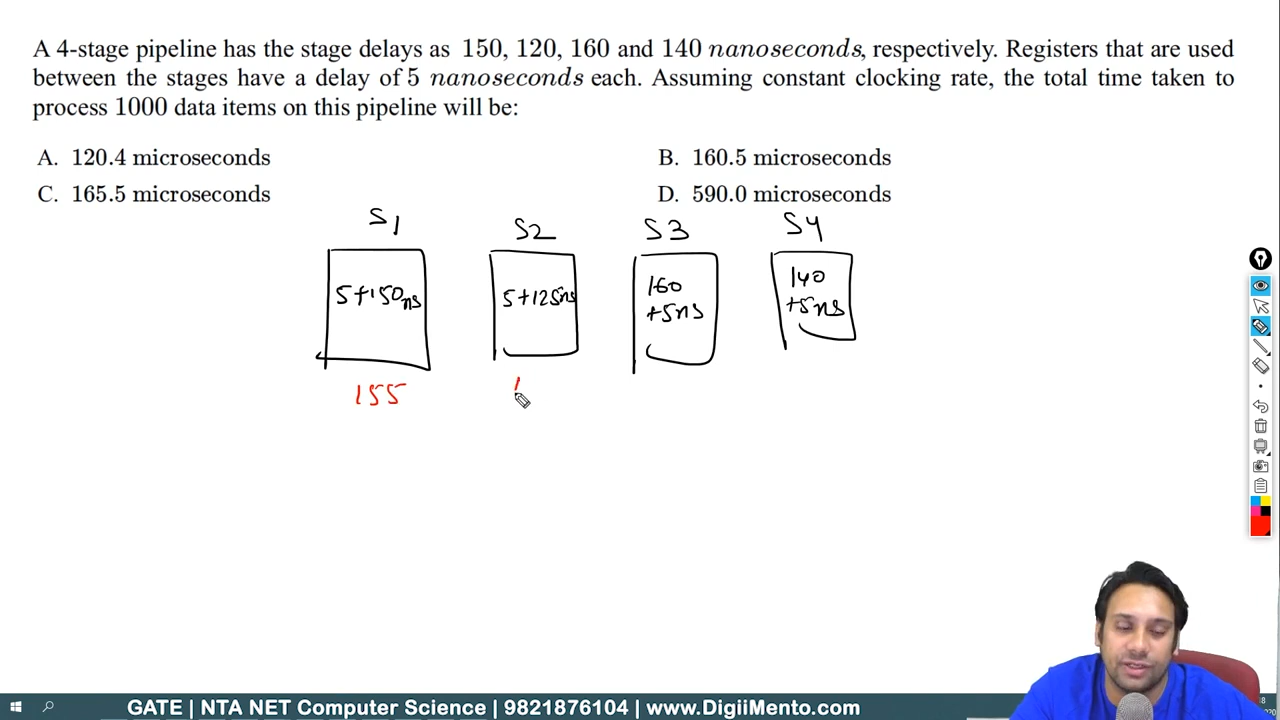 A 4-stage pipeline has the stage delays as 150, 120, 160 and 140 nanoseconds, respectively. Registers that are used
between the stages have a delay of 5 nanoseconds each. Assuming constant clocking rate, the total time taken to
process 1000 data items on this pipeline will be:
A. 120.4 microseconds
B. 160.5 microseconds
C. 165.5 microseconds
D. 590.0 microseconds
S1 S2 S3 S4
5+150ns
5+125ns
160
+5ns
140
+5ns
155
GATE | NTA NET Computer Science | 9821876104 | www.DigiiMento.com